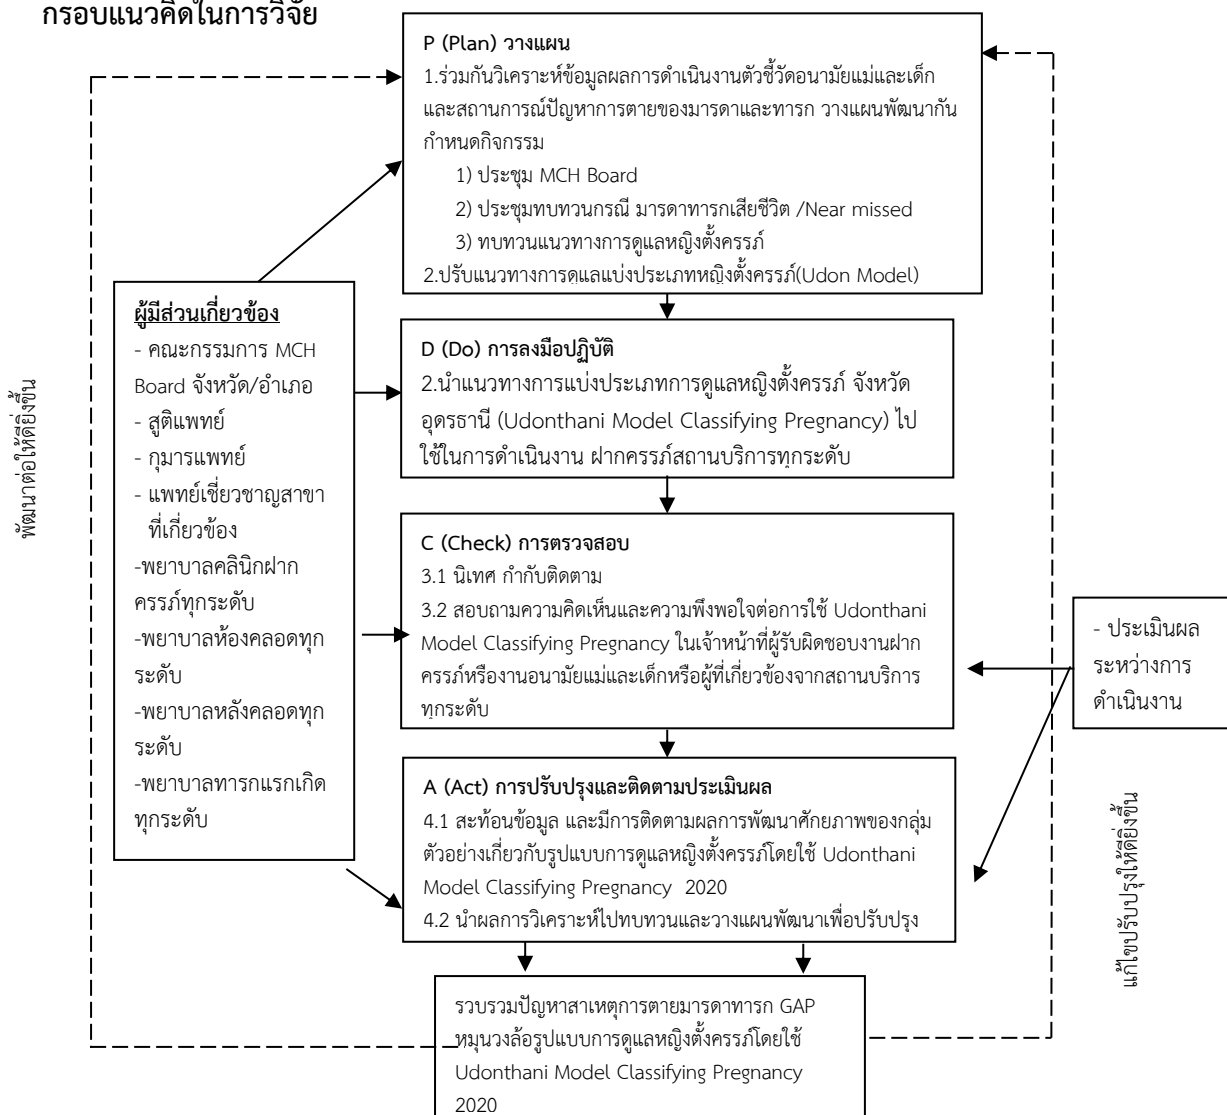 กรอบแนวคิดในการวิจัย
P (Plan) วางแผน
1.ร่วมกันวิเคราะห์ข้อมูลผลการดำเนินงานตัวชี้วัดอนามัยแม่และเด็ก
และสถานการณ์ปัญหาการตายของมารดาและทารก วางแผนพัฒนากัน
กำหนดกิจกรรม
1) ประชุม MCH Board
2) ประชุมทบทวนกรณี มารดาทารกเสียชีวิต /Near missed
3) ทบทวนแนวทางการดูแลหญิงตั้งครรภ์
2.ปรับแนวทางการดูแลแบ่งประเภทหญิงตั้งครรภ์(Udon Model)
ผู้มีส่วนเกี่ยวข้อง
- คณะกรรมการ MCH
Board จังหวัด/อำเภอ
- สูติแพทย์
- กุมารแพทย์
- แพทย์เชี่ยวชาญสาขา
ที่เกี่ยวข้อง
-พยาบาลคลินิกฝาก
ครรภ์ทุกระดับ
-พยาบาลห้องคลอดทุก
ระดับ
-พยาบาลหลังคลอดทุก
ระดับ
-พยาบาลทารกแรกเกิด
ทุกระดับ
D (Do) การลงมือปฏิบัติ
2.นำแนวทางการแบ่งประเภทการดูแลหญิงตั้งครรภ์ จังหวัด
อุดรธานี (Udonthani Model Classifying Pregnancy) ไป
ใช้ในการดำเนินงาน ฝากครรภ์สถานบริการทุกระดับ
C (Check) การตรวจสอบ
3.1 นิเทศ กำกับติดตาม
3.2 สอบถามความคิดเห็นและความพึงพอใจต่อการใช้ Udonthani
Model Classifying Pregnancy ในเจ้าหน้าที่ผู้รับผิดชอบงานฝาก
ครรภ์หรืองานอนามัยแม่และเด็กหรือผู้ที่เกี่ยวข้องจากสถานบริการ
ทุกระดับ
- ประเมินผล
ระหว่างการ
ดำเนินงาน
A (Act) การปรับปรุงและติดตามประเมินผล
4.1 สะท้อนข้อมูล และมีการติดตามผลการพัฒนาศักยภาพของกลุ่ม
ตัวอย่างเกี่ยวกับรูปแบบการดูแลหญิงตั้งครรภ์โดยใช้ Udonthani
Model Classifying Pregnancy 2020
4.2 นำผลการวิเคราะห์ไปทบทวนและวางแผนพัฒนาเพื่อปรับปรุง
รวบรวมปัญหาสาเหตุการตายมารดาทารก GAP
หมุนวงล้อรูปแบบการดูแลหญิงตั้งครรภ์โดยใช้
Udonthani Model Classifying Pregnancy
2020
พัฒนาต่อให้ดียิ่งขึ้น
แก้ไขปรับปรุงให้ดียิ่งขึ้น